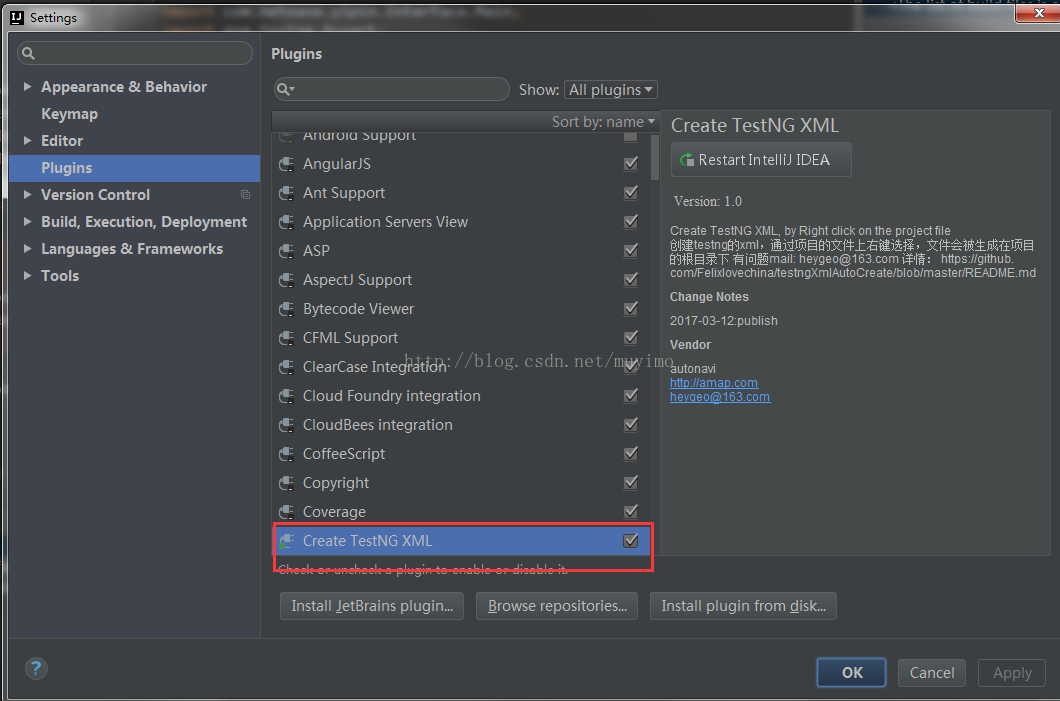 Settings
Plugins
Appearance & Behavior
Keymap
Editor
Plugins
Version Control
Build, Execution, Deployment
Languages & Frameworks
Tools
Show: All plugins
Sort by: name
Android Support
AngularJS
Ant Support
Application Servers View
ASP
AspectJ Support
Bytecode Viewer
CFML Support
ClearCase Integration
Cloud Foundry integration
CloudBees integration
CoffeeScript
Copyright
Coverage
Create TestNG XML
Check or uncheck a plugin to enable or disable it.
Install JetBrains plugin...
Browse repositories...
Install plugin from disk...
Create TestNG XML
Restart IntelliJ IDEA
Version: 1.0
Create TestNG XML, by Right click on the project file
创建testng的xml，通过项目的文件上右键选择，文件会被生成在项目
的根目录下 有问题mail: heygeo@163.com 详情： https://github.
com/Felixlovechina/testngXmlAutoCreate/blob/master/README.md
Change Notes
2017-03-12:publish
Vendor
autonavi
http://amap.com
heygeo@163.com
http://blog.csdn.net/muyimo
?
OK
Cancel
Apply